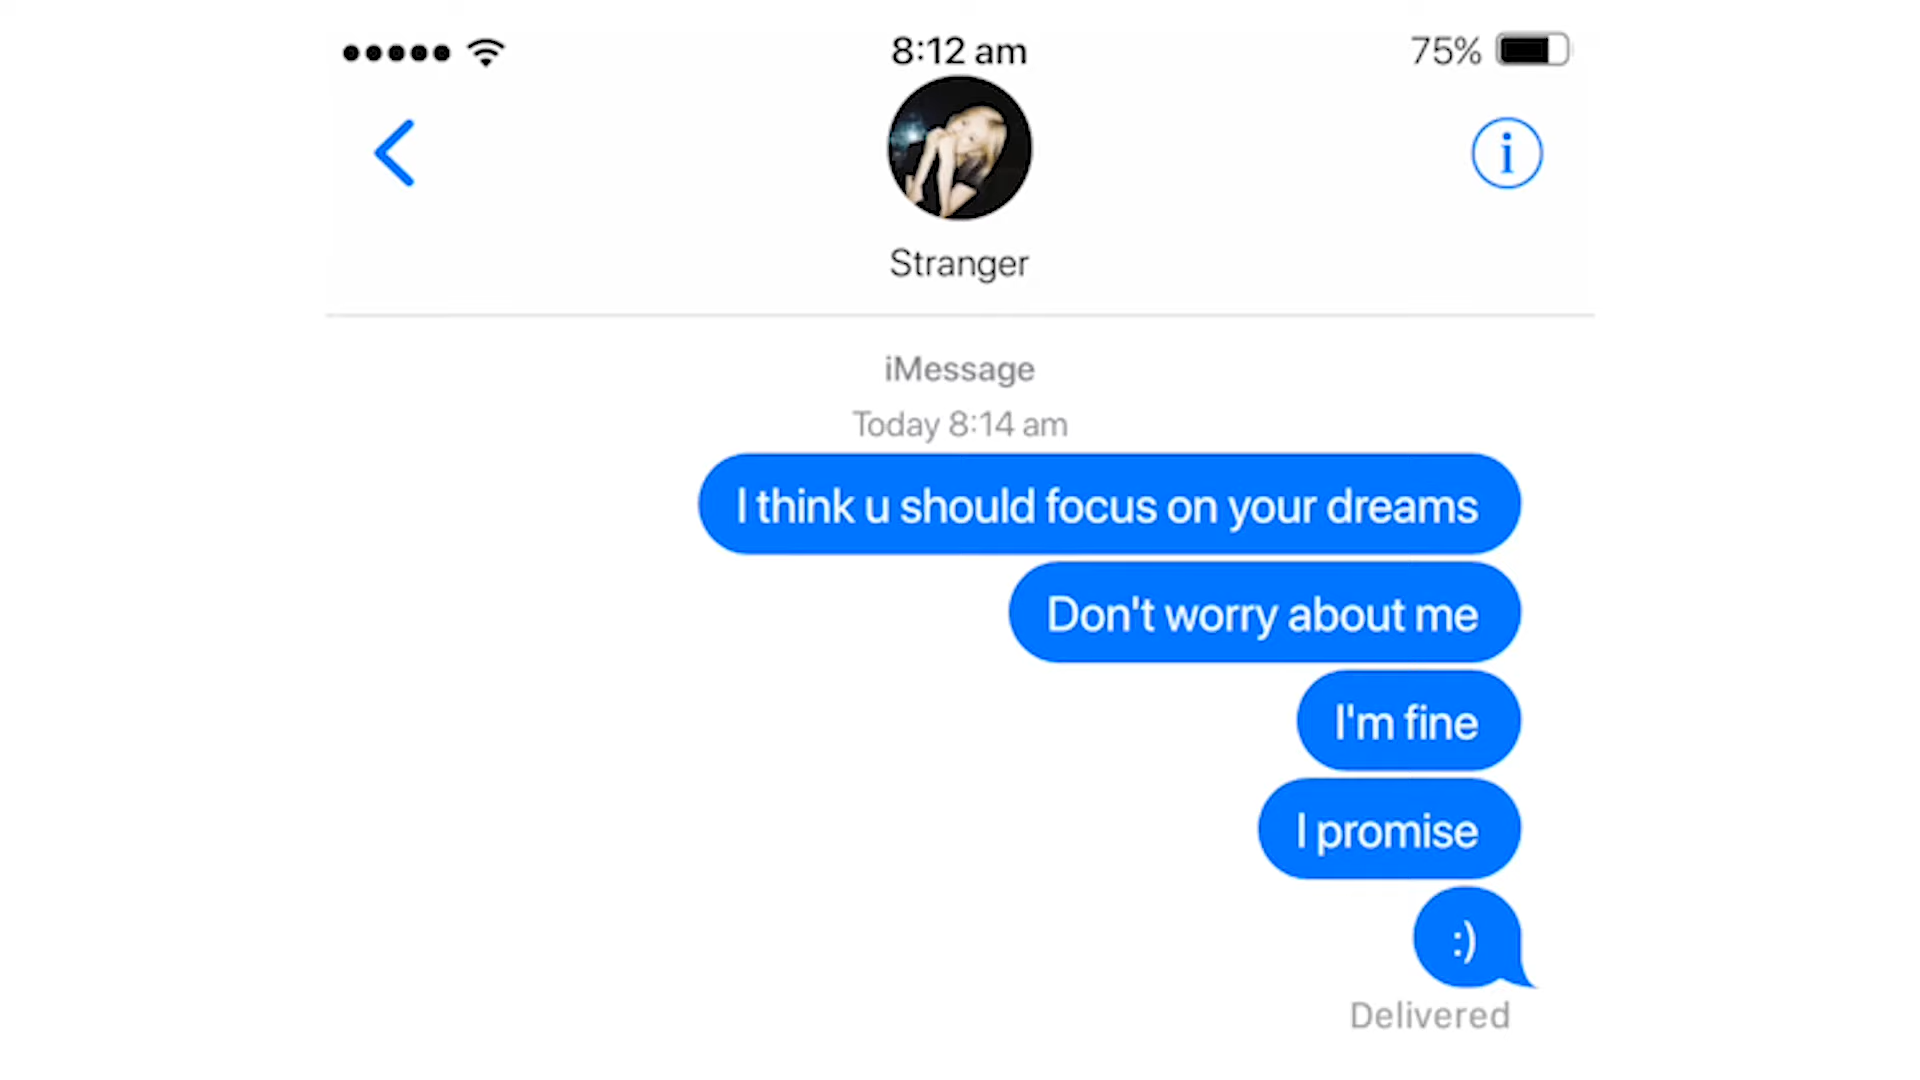 8:12 am 75%
Stranger
iMessage
Today 8:14 am
I think u should focus on your dreams
Don't worry about me
I'm fine
I promise
:)
Delivered